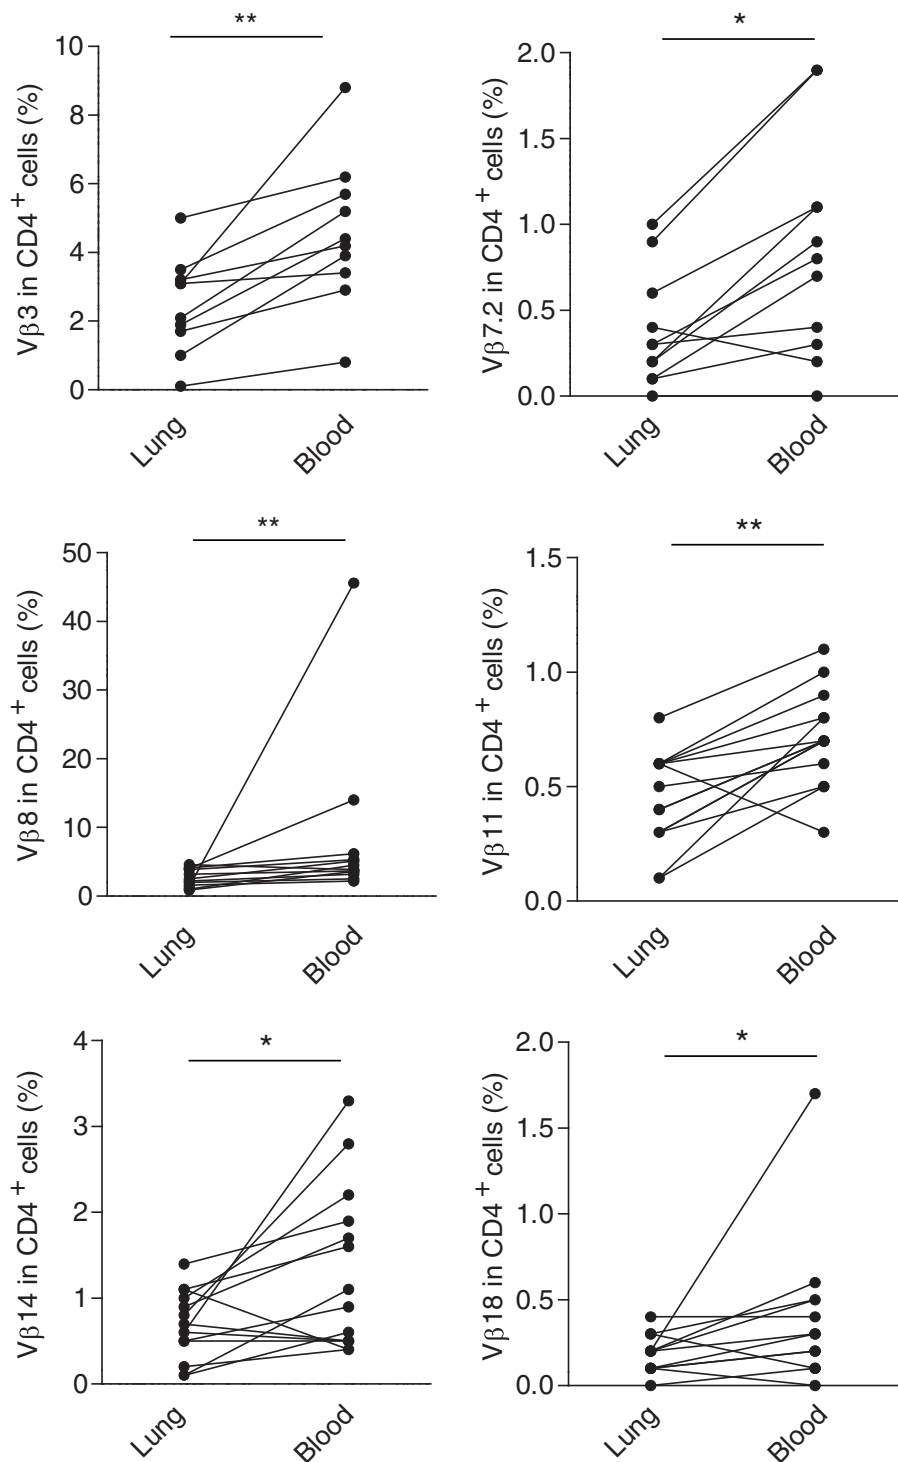 **
10
8
6
4
2
0
Vβ3 in CD4+ cells (%)
Lung
Blood
*
2.0
1.5
1.0
0.5
0.0
Vβ7.2 in CD4+ cells (%)
Lung
Blood
**
50
40
30
20
10
0
Vβ8 in CD4+ cells (%)
Lung
Blood
**
1.5
1.0
0.5
0.0
Vβ11 in CD4+ cells (%)
Lung
Blood
*
4
3
2
1
0
Vβ14 in CD4+ cells (%)
Lung
Blood
*
2.0
1.5
1.0
0.5
0.0
Vβ18 in CD4+ cells (%)
Lung
Blood